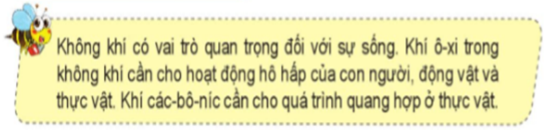 Không khí có vai trò quan trọng đối với sự sống. Khí ô-xi trong
không khí cần cho hoạt động hô hấp của con người, động vật và
thực vật. Khí các-bô-níc cần cho quá trình quang hợp ở thực vật.